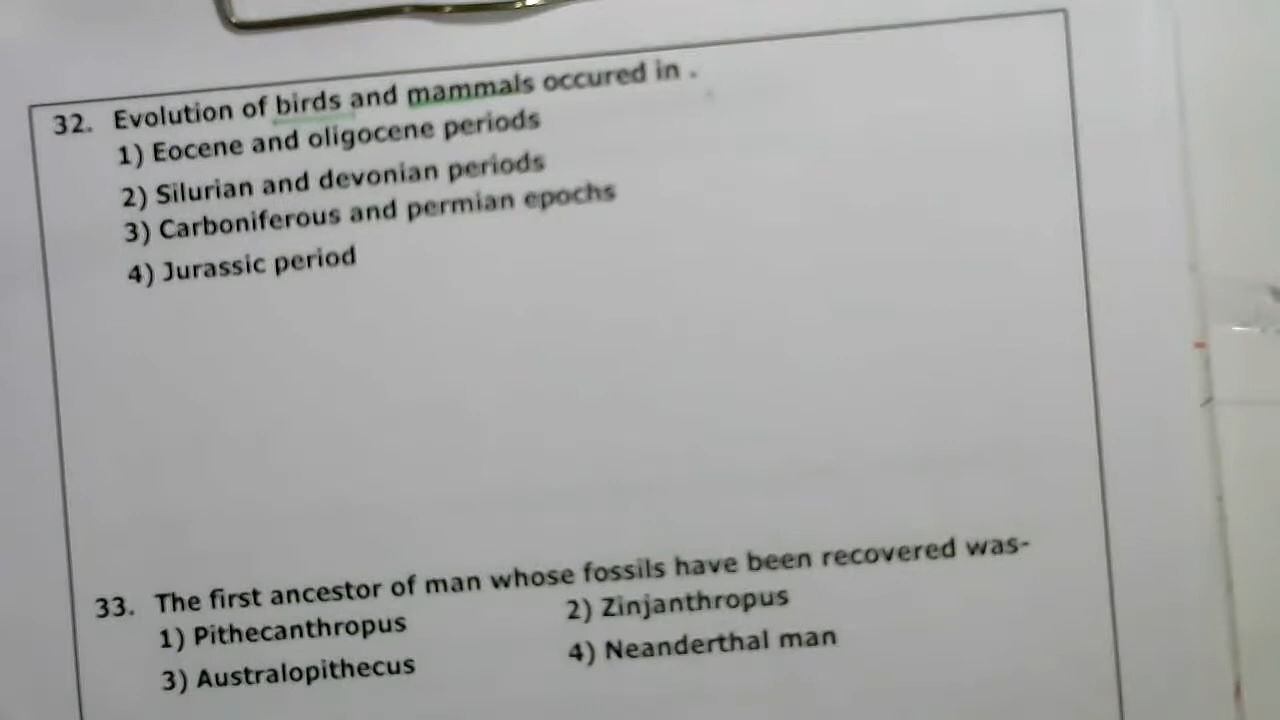 32. Evolution of birds and mammals occured in .
1) Eocene and oligocene periods
2) Silurian and devonian periods
3) Carboniferous and permian epochs
4) Jurassic period
33. The first ancestor of man whose fossils have been recovered was-
1) Pithecanthropus 2) Zinjanthropus
3) Australopithecus 4) Neanderthal man